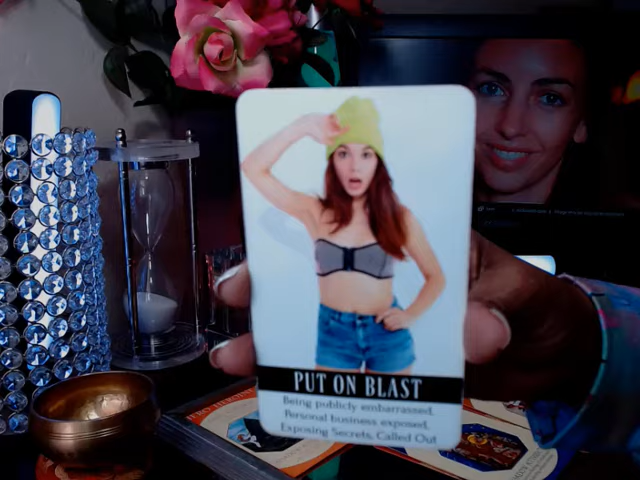 PUT ON BLAST
Being publicly embarrassed,
Personal business exposed,
Exposing Secrets, Called Out